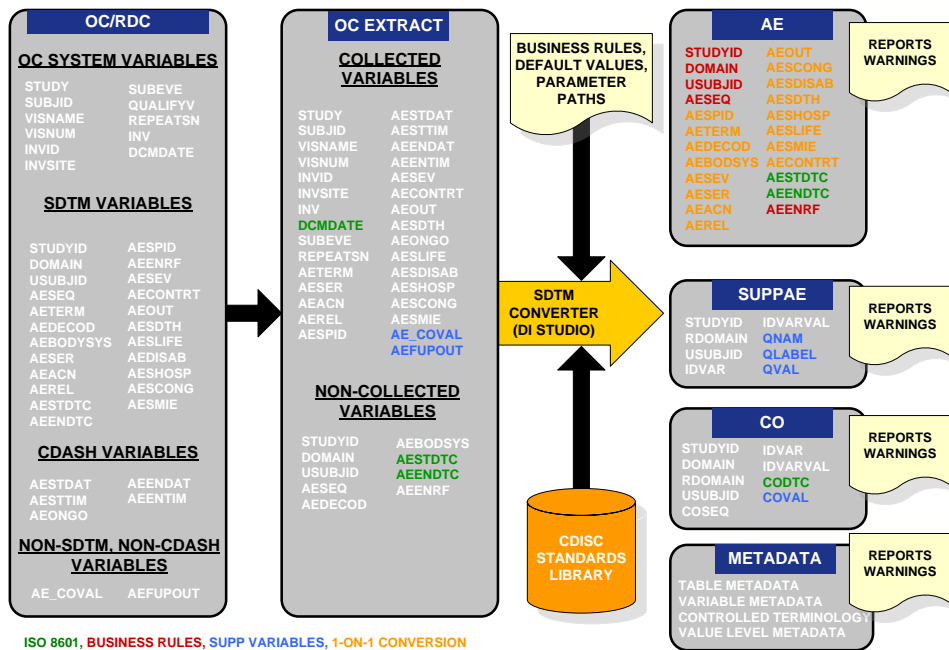 OC/RDC
OC SYSTEM VARIABLES
STUDY
SUBJID
VISNAME
VISNUM
INVID
INVSITE
SUBEVE
QUALIFYV
REPEATSN
INV
DCMDATE
SDTM VARIABLES
STUDYID
DOMAIN
USUBJID
AESEQ
AETERM
AEDECOD
AEBODYSYS
AESER
AEACN
AEREL
AESTDTC
AEENDTC
AESPID
AEENRF
AESEV
AECONTRT
AEOUT
AESDTH
AESLIFE
AEDISAB
AESHOSP
AESCONG
AESMIE
CDASH VARIABLES
AESTDAT
AESTTIM
AEONGO
AEENDAT
AEENTIM
NON-SDTM, NON-CDASH
VARIABLES
AE_COVAL
AEFUPOUT
OC EXTRACT
COLLECTED
VARIABLES
STUDY
SUBJID
VISNAME
VISNUM
INVID
INVSITE
INV
DCMDATE
SUBEVE
REPEATSN
AETERM
AESER
AEACN
AEREL
AESPID
AESTDAT
AESTTIM
AEENDAT
AEENTIM
AESEV
AECONTRT
AEOUT
AESDTH
AEONGO
AESLIFE
AESDISAB
AESHOSP
AESCONG
AESMIE
AE_COVAL
AEFUPOUT
NON-COLLECTED
VARIABLES
STUDYID
DOMAIN
USUBJID
AESEQ
AEDECOD
AEBODSYS
AESTDTC
AEENDTC
AEENRF
BUSINESS RULES,
DEFAULT VALUES,
PARAMETER
PATHS
SDTM
CONVERTER
(DI STUDIO)
CDISC
STANDARDS
LIBRARY
AE
STUDYID
DOMAIN
USUBJID
AESEQ
AESPID
AETERM
AEDECOD
AEBODSYS
AESEV
AESER
AEACN
AEREL
AEOUT
AESCONG
AESDISAB
AESDTH
AESHOSP
AESLIFE
AESMIE
AECONTRT
AESTDTC
AEENDTC
AEENRF
REPORTS
WARNINGS
SUPPAE
STUDYID
RDOMAIN
USUBJID
IDVAR
IDVARVAL
QNAM
QLABEL
QVAL
REPORTS
WARNINGS
CO
STUDYID
DOMAIN
RDOMAIN
USUBJID
COSEQ
IDVAR
IDVARVAL
CODTC
COVAL
REPORTS
WARNINGS
METADATA
TABLE METADATA
VARIABLE METADATA
CONTROLLED TERMINOLOGY
VALUE LEVEL METADATA
REPORTS
WARNINGS
ISO 8601, BUSINESS RULES, SUPP VARIABLES, 1-ON-1 CONVERSION